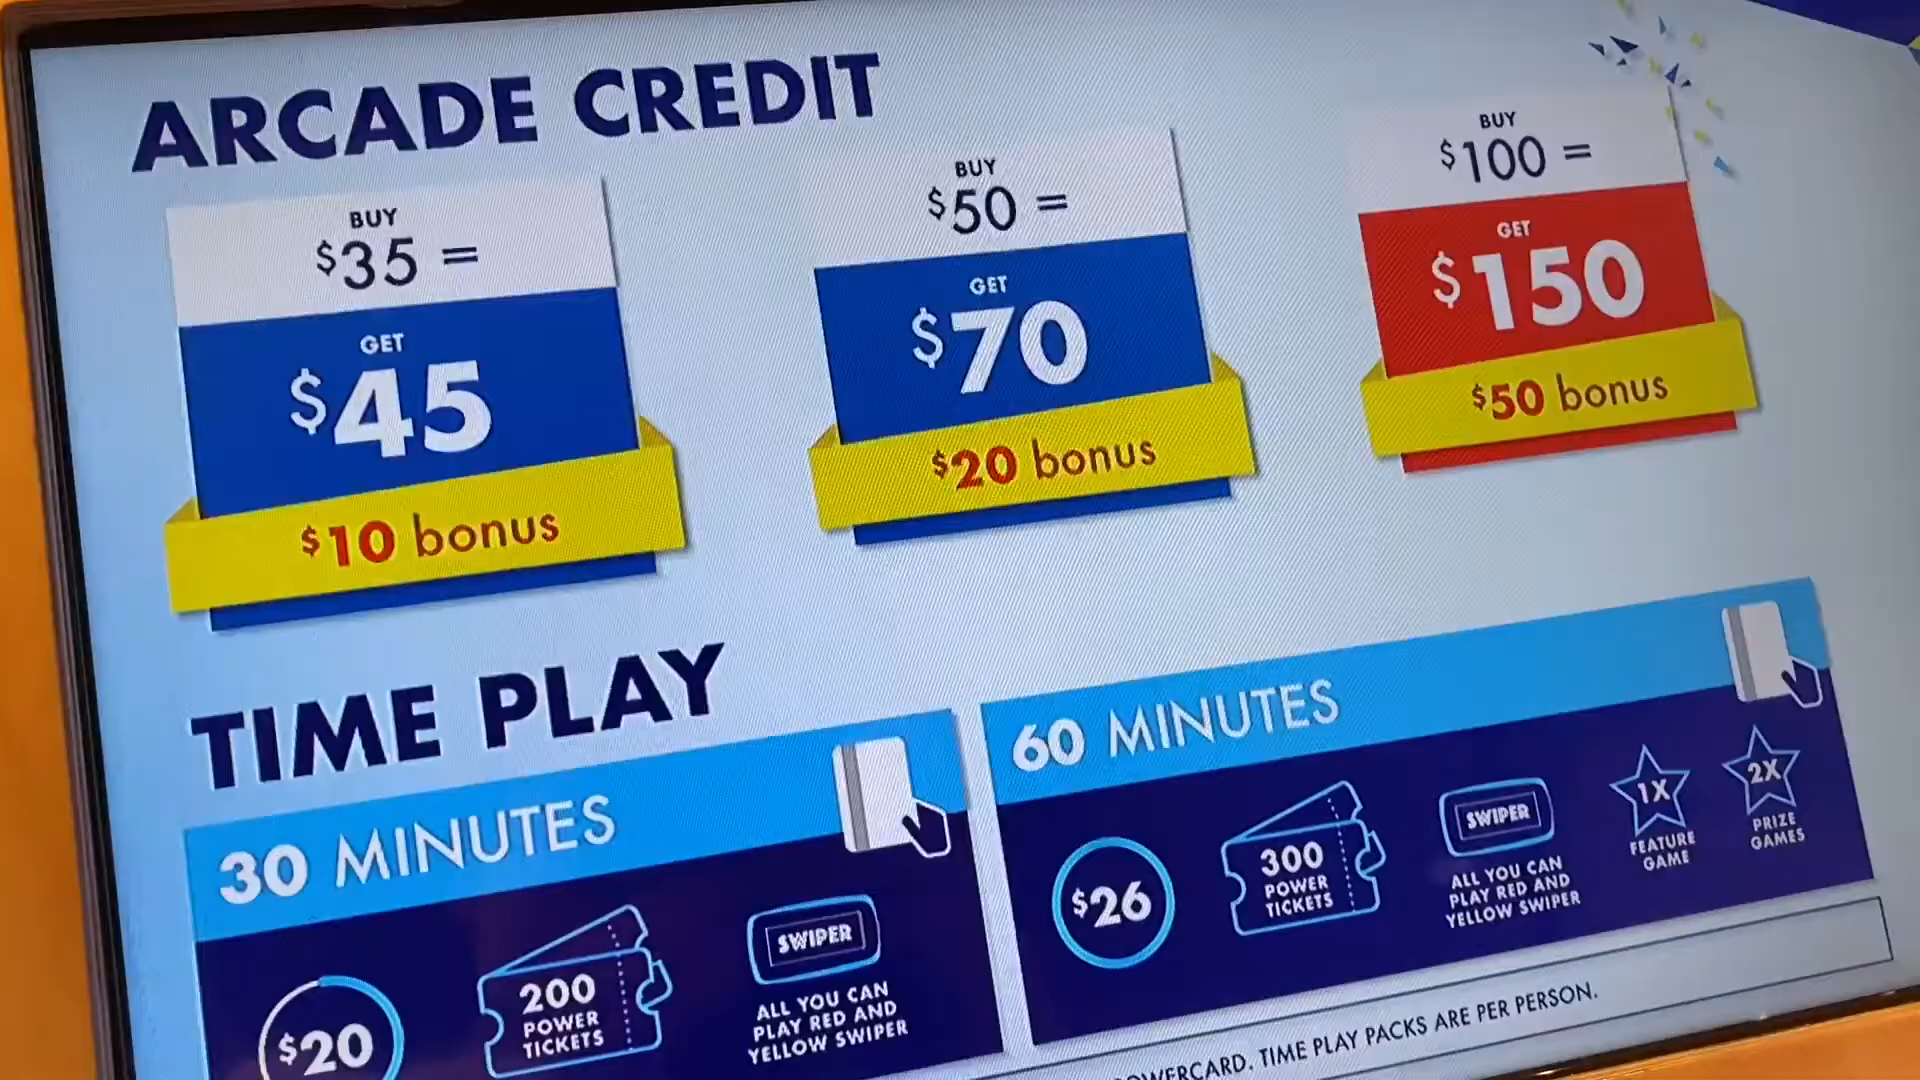 ARCADE CREDIT
BUY
$35 =
GET
$45
$10 bonus
BUY
$50 =
GET
$70
$20 bonus
BUY
$100 =
GET
$150
$50 bonus
TIME PLAY
30 MINUTES
$20
200
POWER
TICKETS
SWIPER
ALL YOU CAN
PLAY RED AND
YELLOW SWIPER
60 MINUTES
$26
300
POWER
TICKETS
SWIPER
ALL YOU CAN
PLAY RED AND
YELLOW SWIPER
1X
FEATURE
GAME
2X
PRIZE
GAMES
TIME PLAY PACKS ARE PER PERSON.